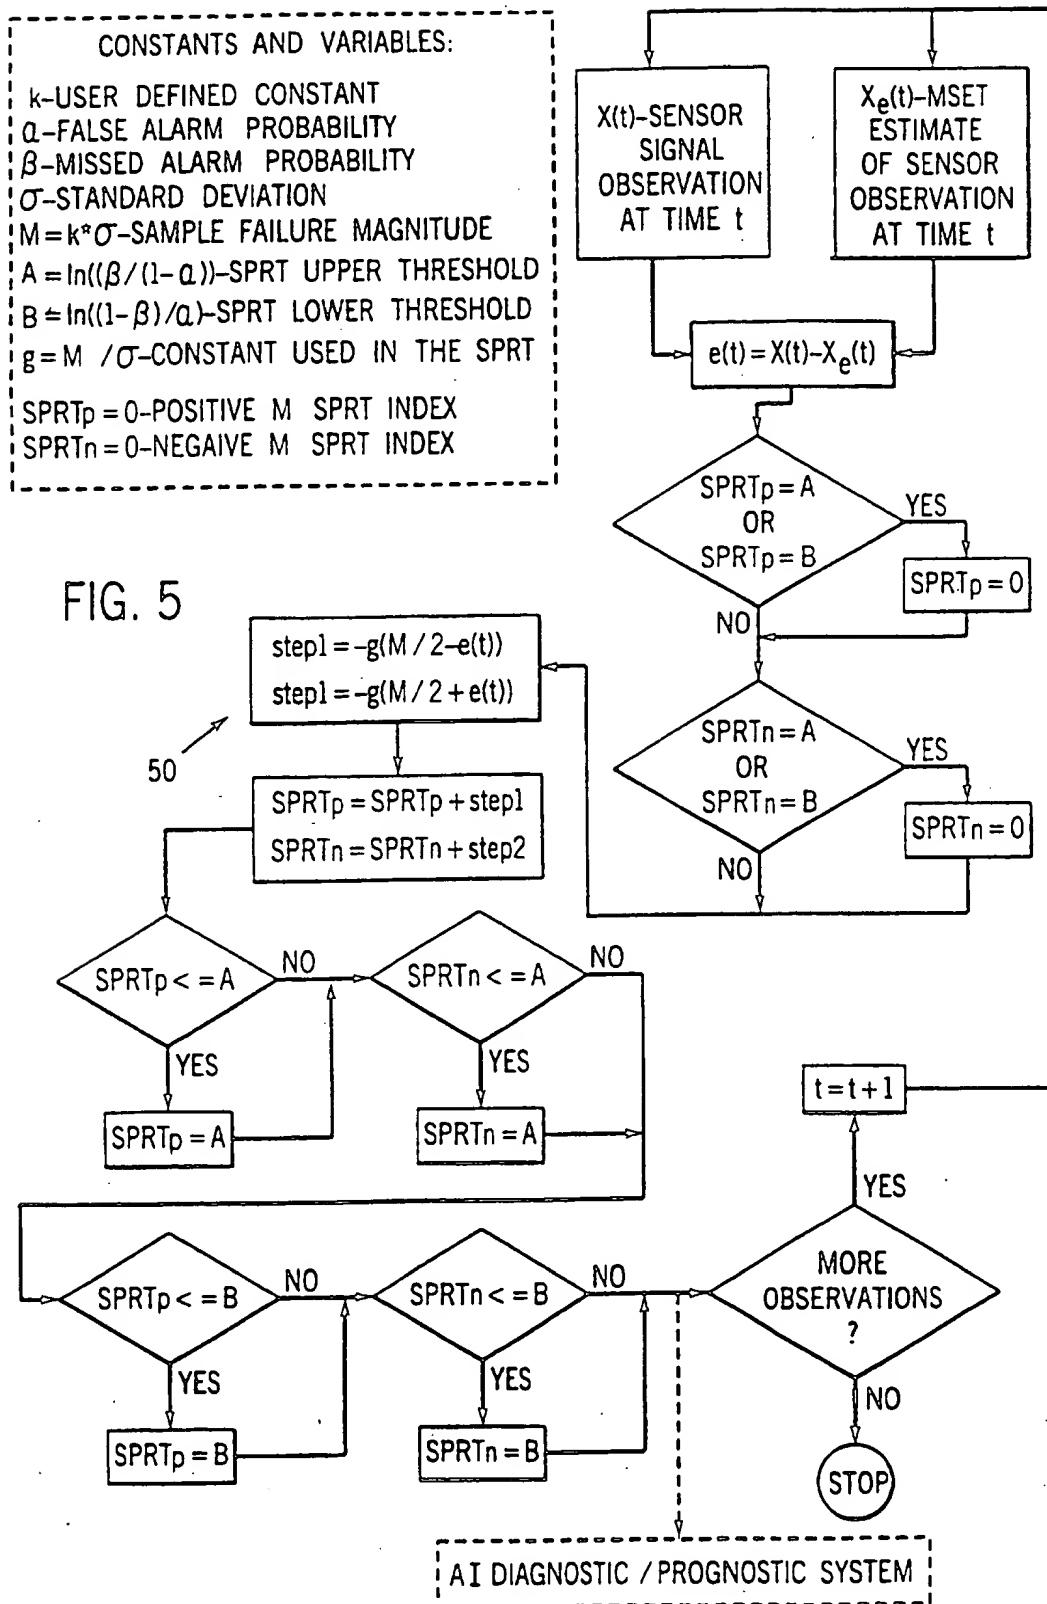 CONSTANTS AND VARIABLES:
k-USER DEFINED CONSTANT
α-FALSE ALARM PROBABILITY
β-MISSED ALARM PROBABILITY
σ-STANDARD DEVIATION
M=k*σ-SAMPLE FAILURE MAGNITUDE
A=ln((β/(1-α))-SPRT UPPER THRESHOLD
B=ln((1-β)/α)-SPRT LOWER THRESHOLD
g=M /σ-CONSTANT USED IN THE SPRT
SPRTp=0-POSITIVE M SPRT INDEX
SPRTn=0-NEGAIVE M SPRT INDEX
X(t)-SENSOR
SIGNAL
OBSERVATION
AT TIME t
Xe(t)-MSET
ESTIMATE
OF SENSOR
OBSERVATION
AT TIME t
e(t)=X(t)-Xe(t)
SPRTp=A
OR
SPRTp=B
YES
SPRTp=0
NO
SPRTn=A
OR
SPRTn=B
YES
SPRTn=0
NO
FIG. 5
step1=-g(M/2-e(t))
step1=-g(M/2+e(t))
50
SPRTp=SPRTp+step1
SPRTn=SPRTn+step2
SPRTp<=A
NO
YES
SPRTp=A
SPRTn<=A
NO
YES
SPRTn=A
SPRTp<=B
NO
YES
SPRTp=B
SPRTn<=B
NO
YES
SPRTn=B
t=t+1
YES
MORE
OBSERVATIONS
?
NO
STOP
AI DIAGNOSTIC / PROGNOSTIC SYSTEM